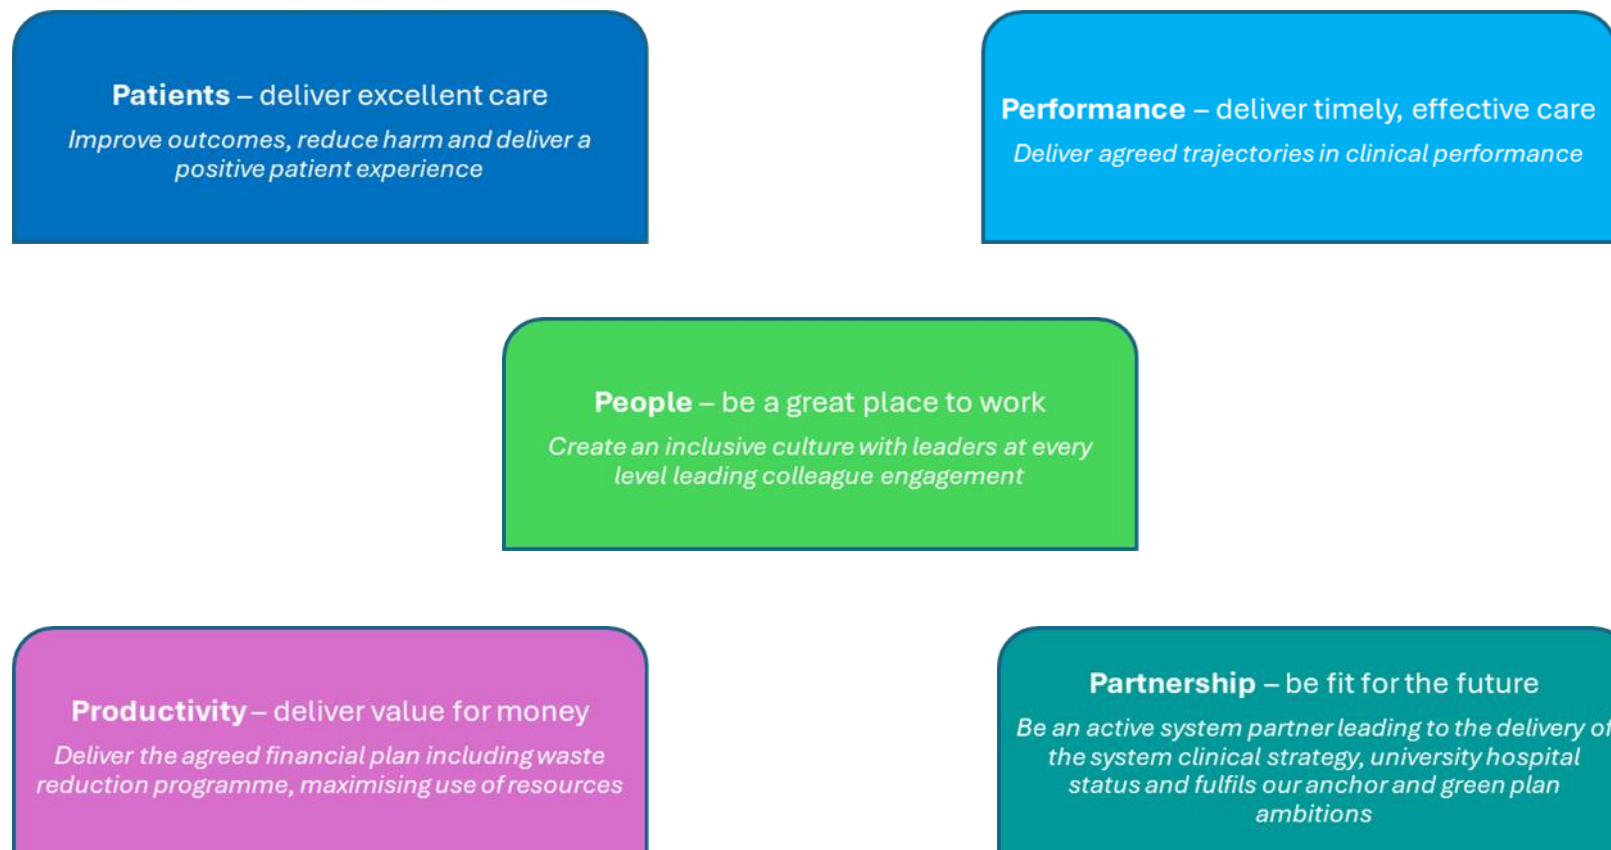 Patients – deliver excellent care
Improve outcomes, reduce harm and deliver a
positive patient experience
Performance – deliver timely, effective care
Deliver agreed trajectories in clinical performance
People – be a great place to work
Create an inclusive culture with leaders at every
level leading colleague engagement
Productivity – deliver value for money
Deliver the agreed financial plan including waste
reduction programme, maximising use of resources
Partnership – be fit for the future
Be an active system partner leading to the delivery of
the system clinical strategy, university hospital
status and fulfils our anchor and green plan
ambitions